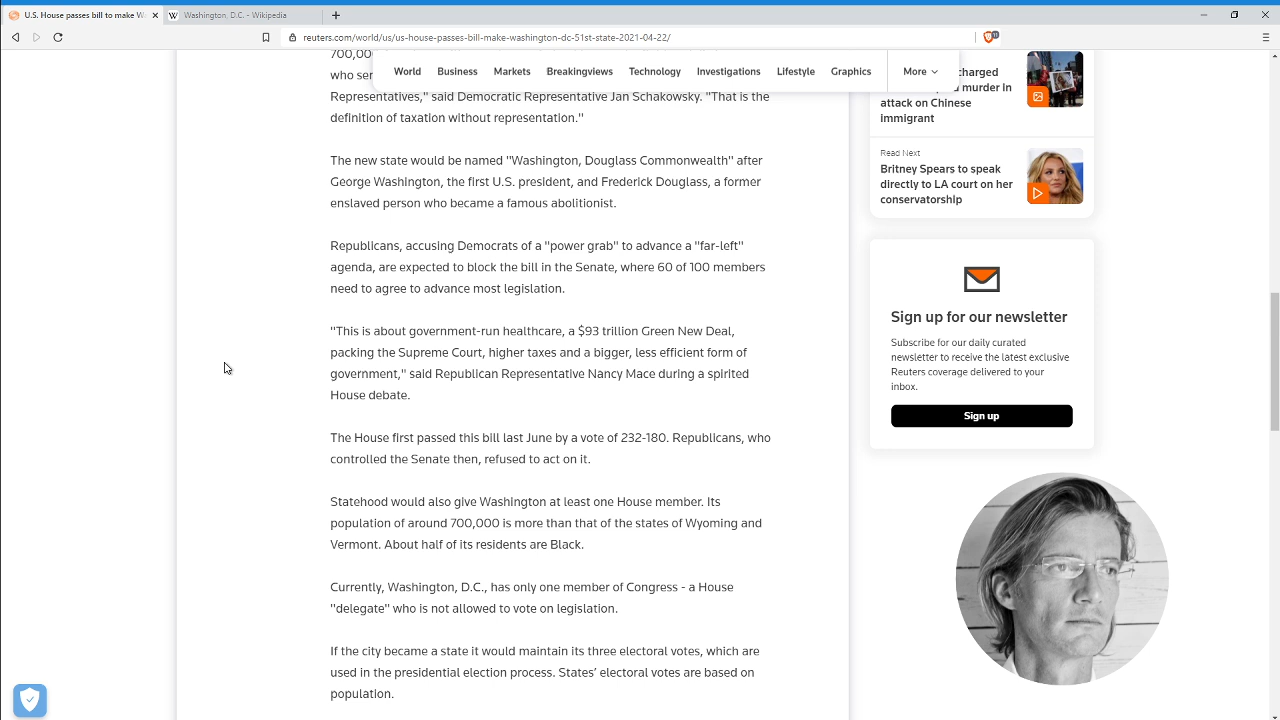 U.S. House passes bill to make W
Washington, D.C. - Wikipedia
reuters.com/world/us/us-house-passes-bill-make-washington-dc-51st-state-2021-04-22/
World Business Markets Breakingviews Technology Investigations Lifestyle Graphics More
who ser
Representatives," said Democratic Representative Jan Schakowsky. "That is the
definition of taxation without representation."
The new state would be named "Washington, Douglass Commonwealth" after
George Washington, the first U.S. president, and Frederick Douglass, a former
enslaved person who became a famous abolitionist.
Republicans, accusing Democrats of a "power grab" to advance a "far-left"
agenda, are expected to block the bill in the Senate, where 60 of 100 members
need to agree to advance most legislation.
"This is about government-run healthcare, a $93 trillion Green New Deal,
packing the Supreme Court, higher taxes and a bigger, less efficient form of
government," said Republican Representative Nancy Mace during a spirited
House debate.
The House first passed this bill last June by a vote of 232-180. Republicans, who
controlled the Senate then, refused to act on it.
Statehood would also give Washington at least one House member. Its
population of around 700,000 is more than that of the states of Wyoming and
Vermont. About half of its residents are Black.
Currently, Washington, D.C., has only one member of Congress - a House
"delegate" who is not allowed to vote on legislation.
If the city became a state it would maintain its three electoral votes, which are
used in the presidential election process. States' electoral votes are based on
population.
charged
murder in
attack on Chinese
immigrant
Read Next
Britney Spears to speak
directly to LA court on her
conservatorship
Sign up for our newsletter
Subscribe for our daily curated
newsletter to receive the latest exclusive
Reuters coverage delivered to your
inbox.
Sign up